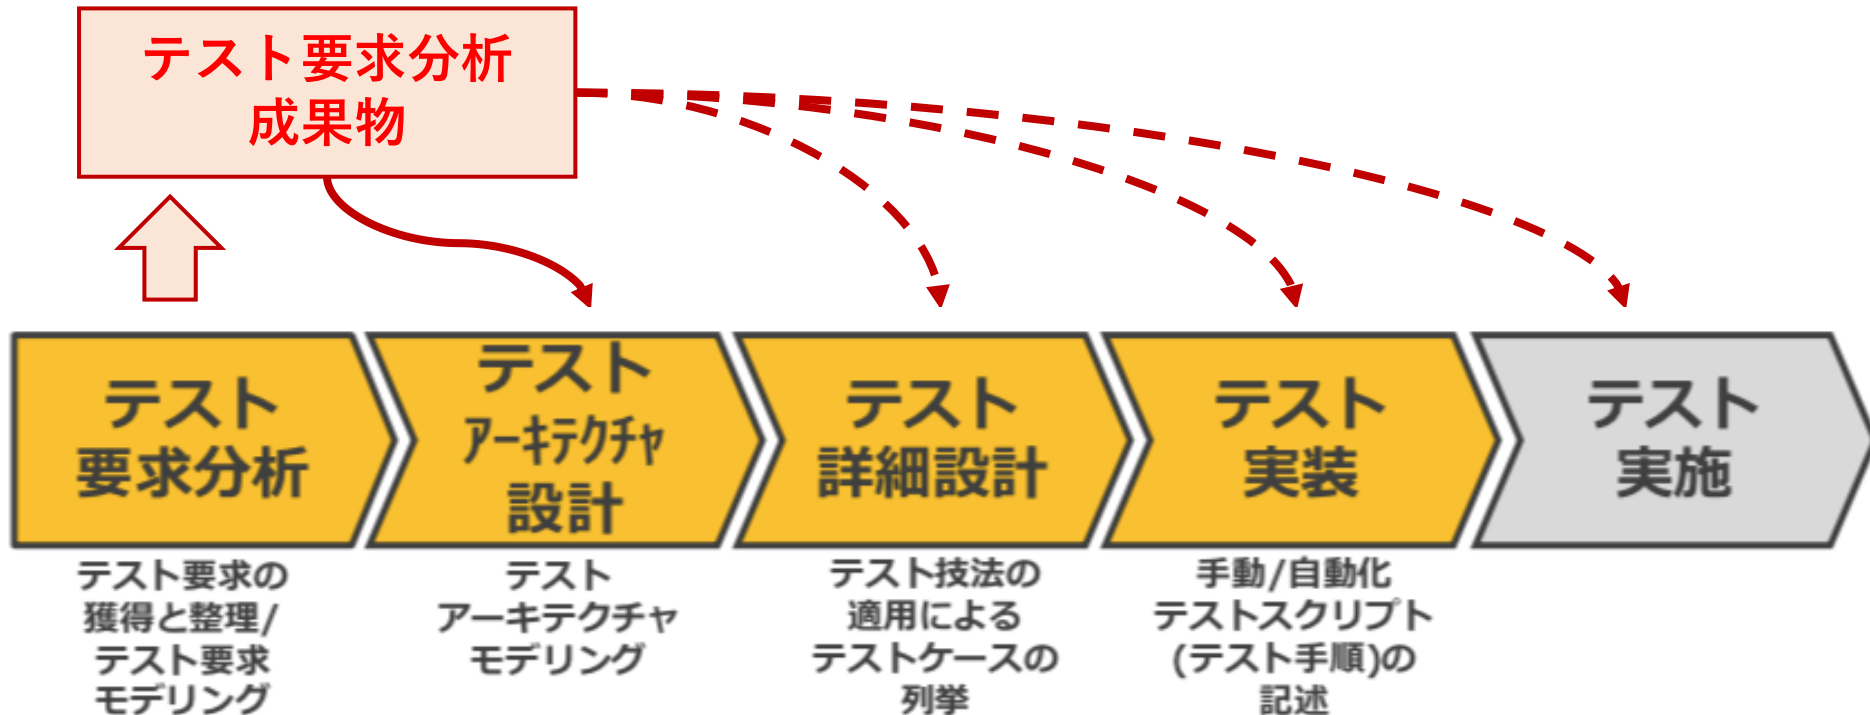 テスト要求分析
成果物
テスト
要求分析
テスト
アーキテクチャ
設計
テスト
詳細設計
テスト
実装
テスト
実施
テスト要求の
獲得と整理/
テスト要求
モデリング
テスト
アーキテクチャ
モデリング
テスト技法の
適用による
テストケースの
列挙
手動/自動化
テストスクリプト
(テスト手順)の
記述